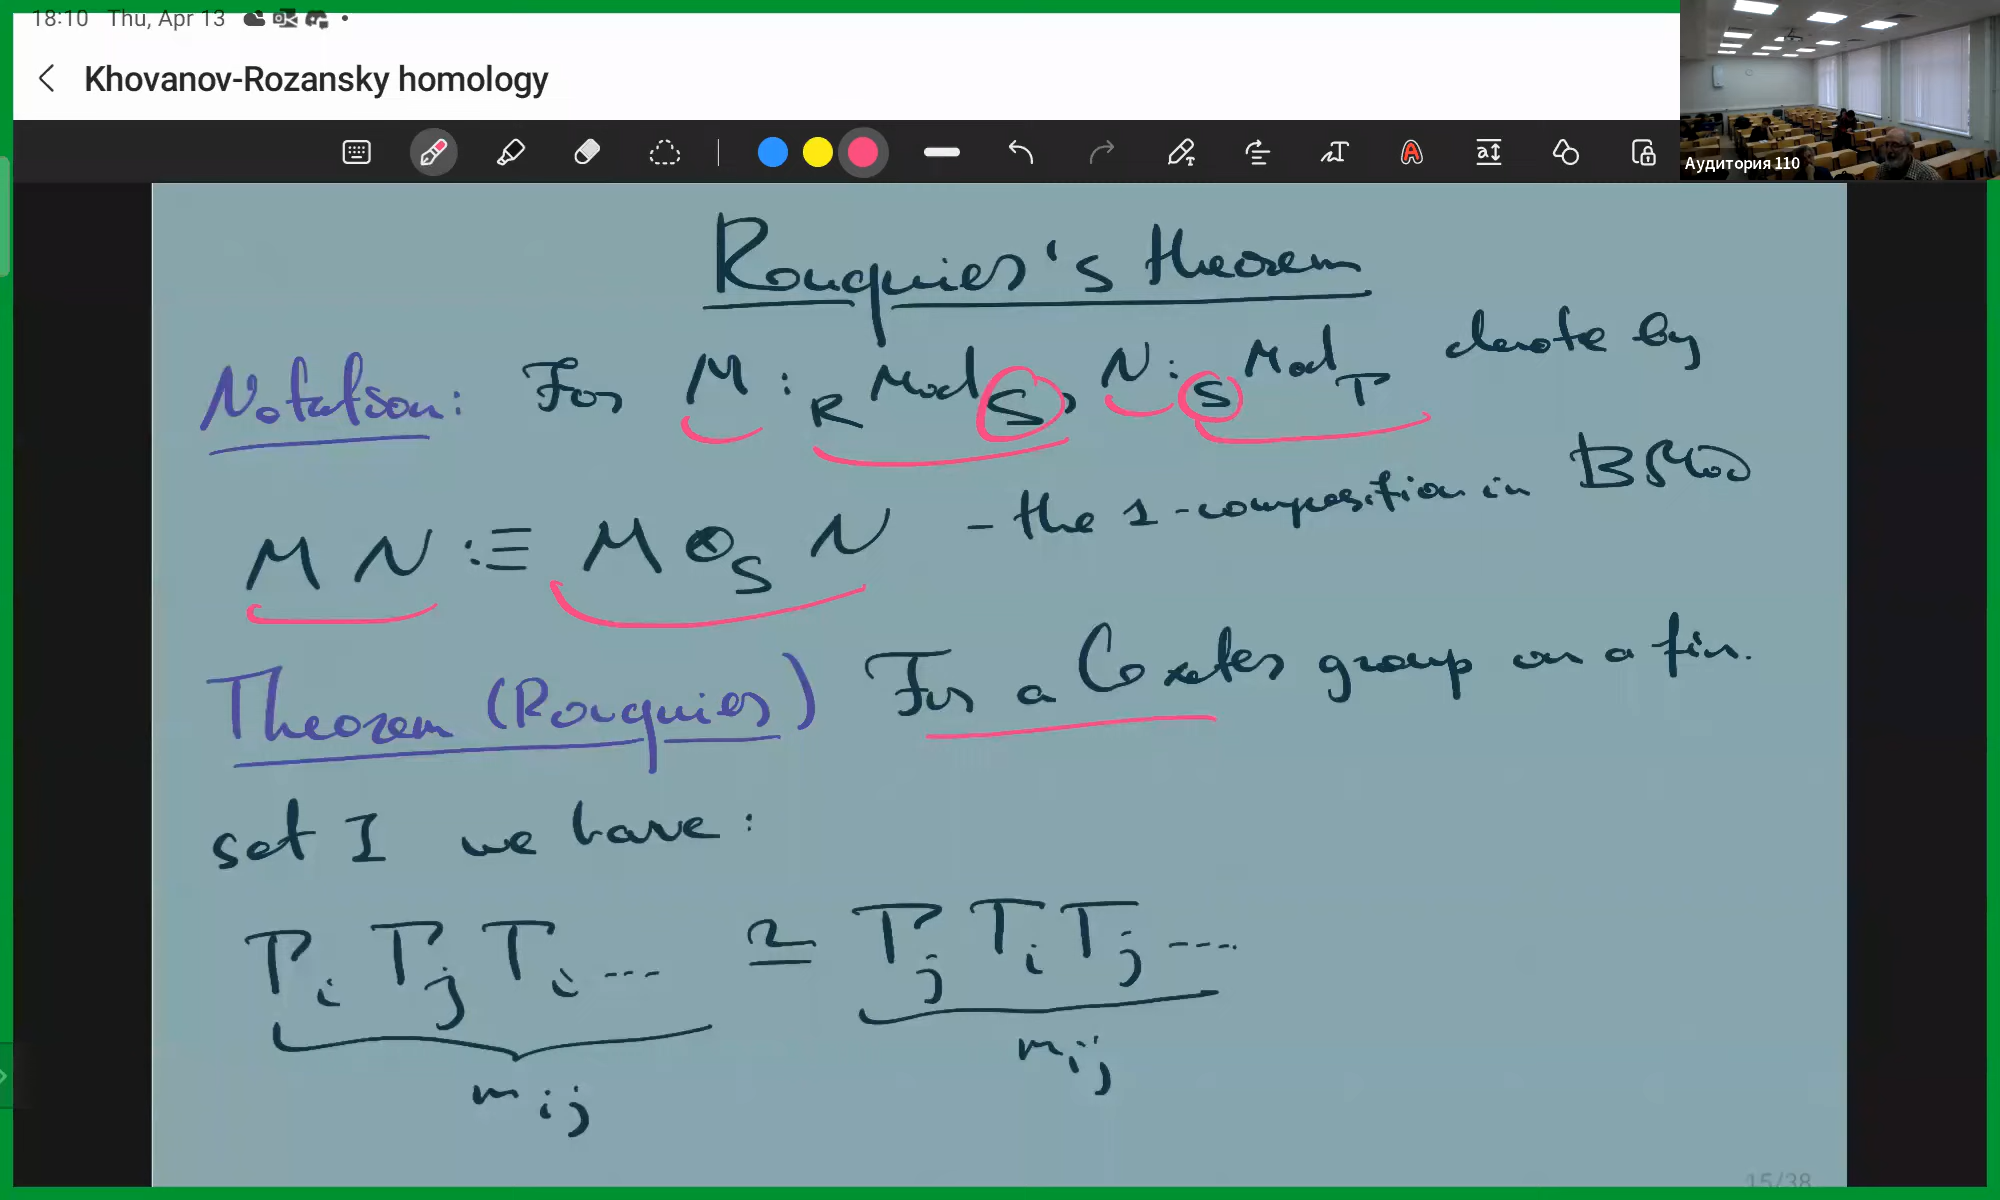 18:10 Thu, Apr 13
Khovanov-Rozansky homology
Аудитория 110
Rouquier's theorem
Notation: For M : R Mod S, N : S Mod T denote by
M N :≡ M ⊗S N - the 1-composition in BMod
Theorem (Rouquier) For a Coxeter group on a fin.
set I we have:
Ti Tj Ti ... ≃ Tj Ti Tj ....
mij mij
15/38